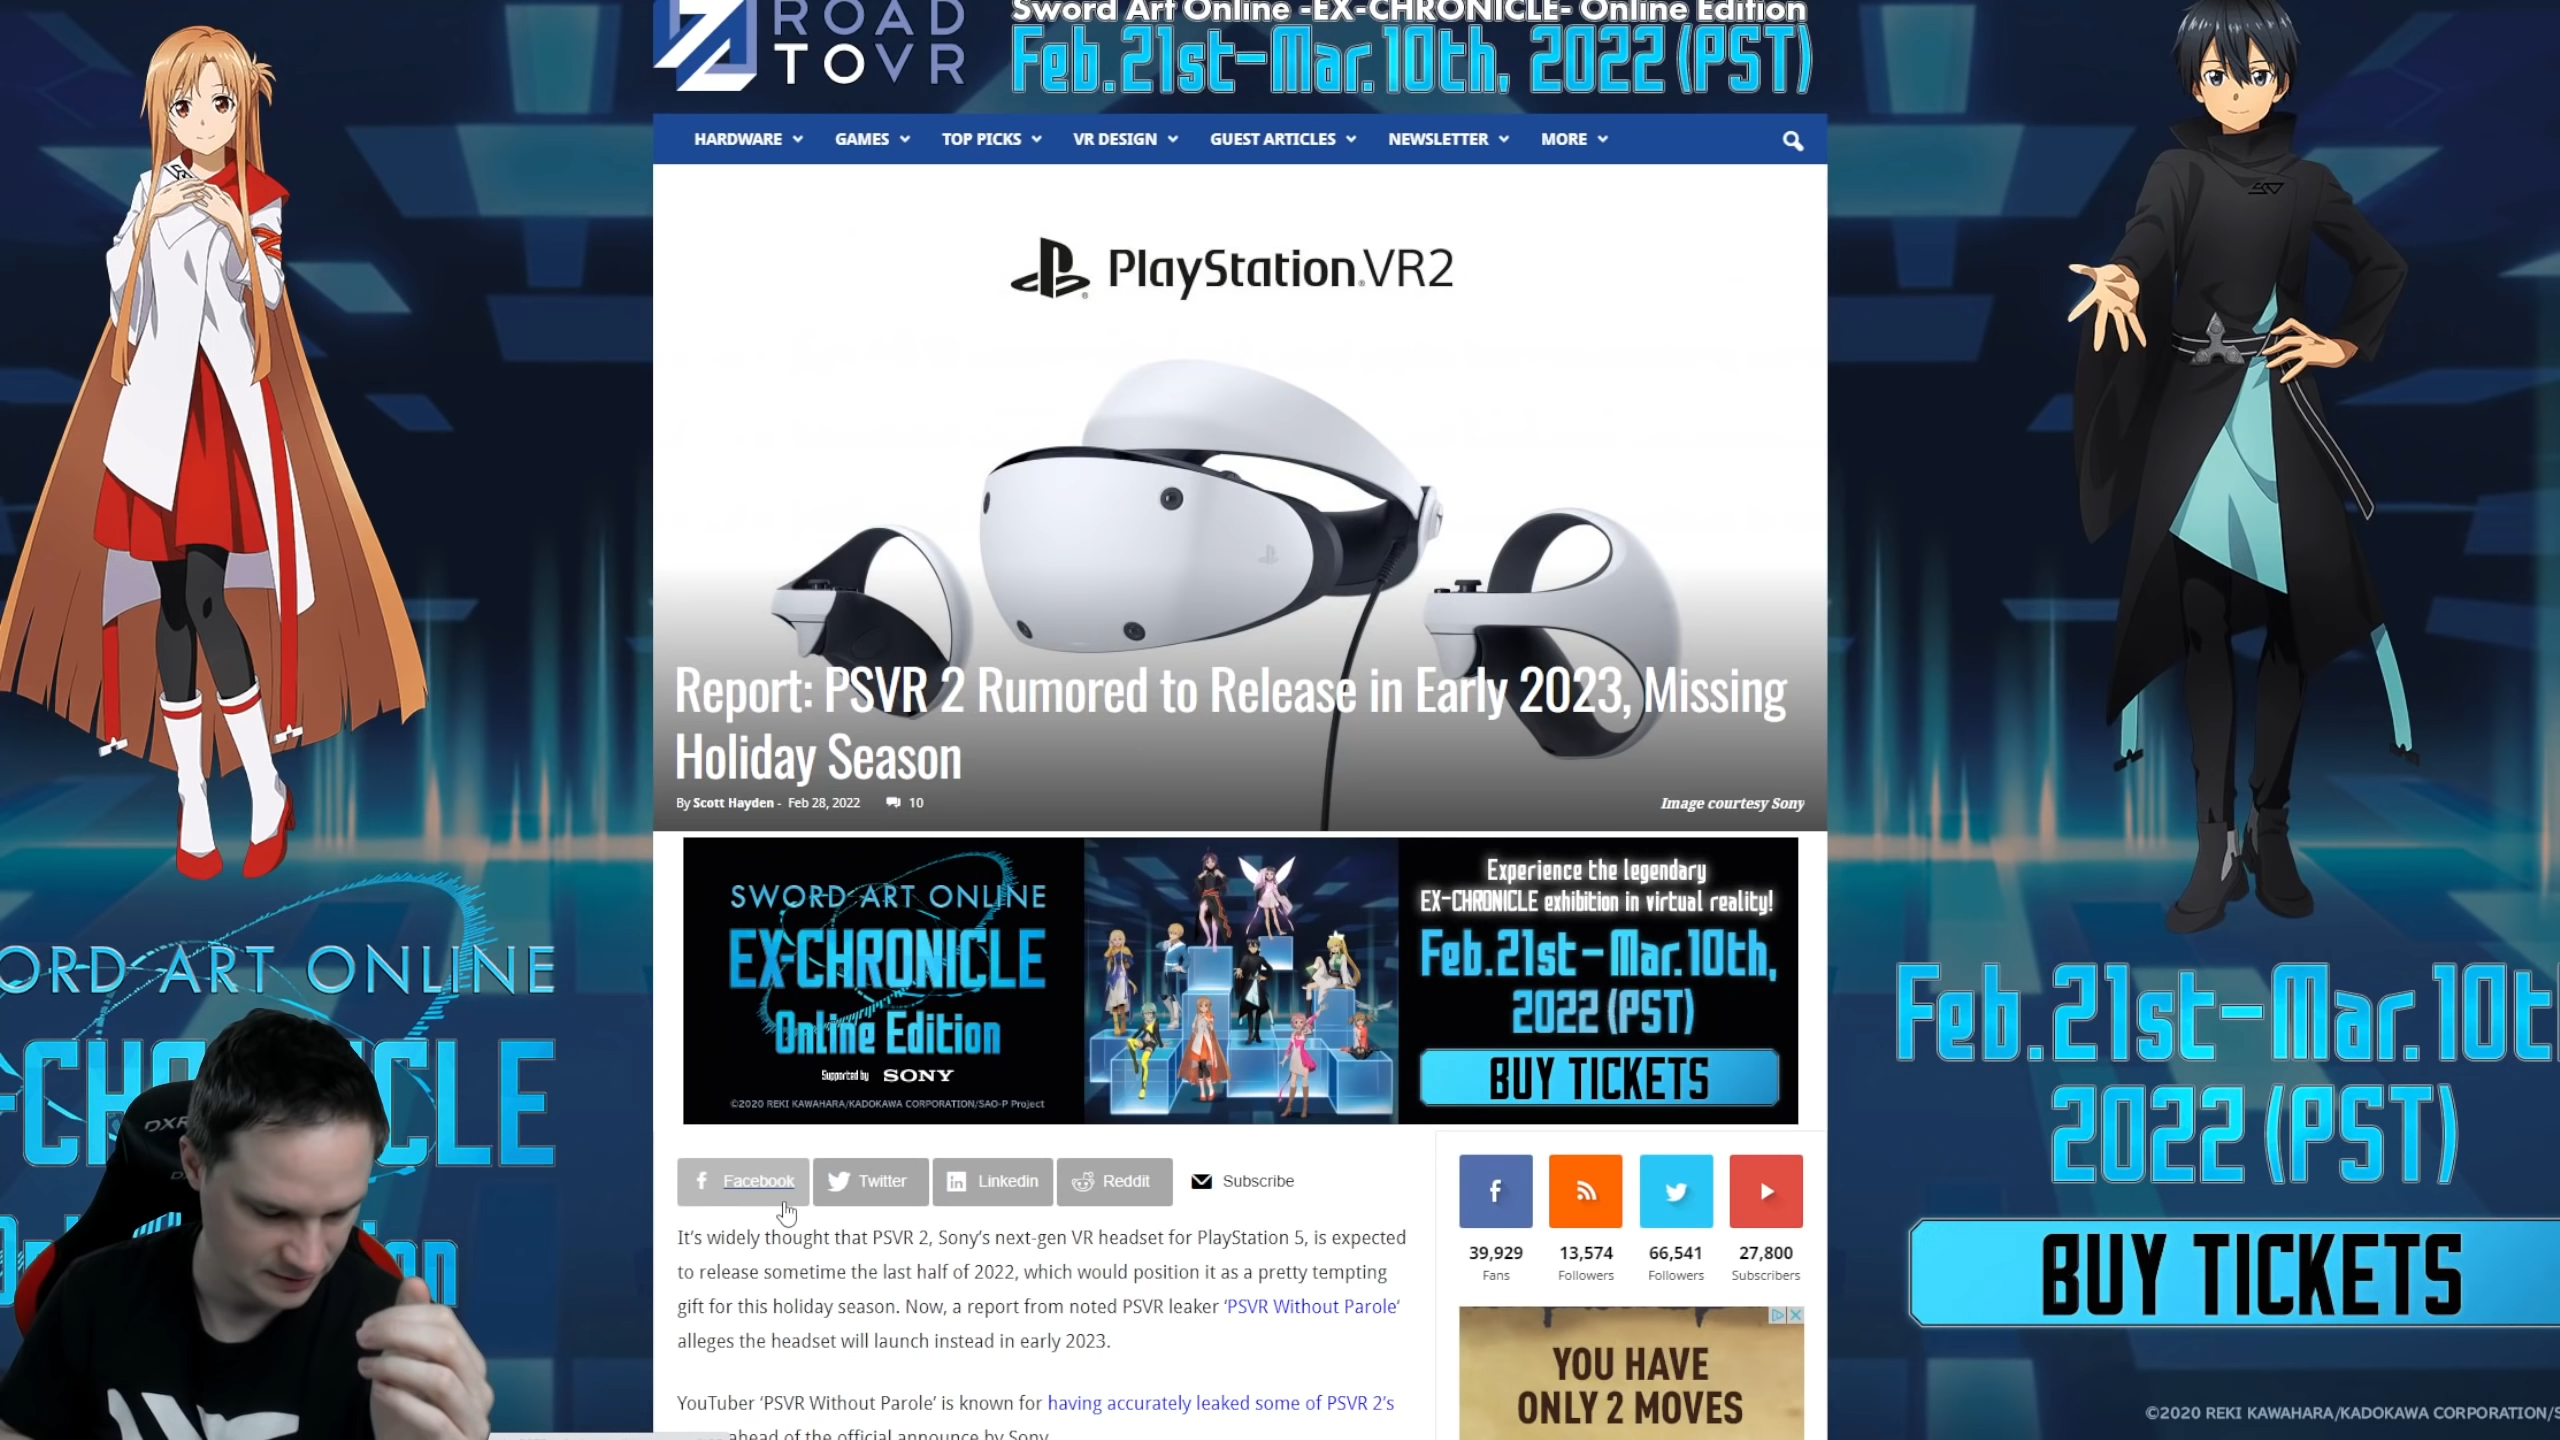 ROAD
TO VR
Sword Art Online -EX-CHRONICLE- Online Edition
Feb.21st-Mar.10th, 2022 (PST)
HARDWARE GAMES TOP PICKS VR DESIGN GUEST ARTICLES NEWSLETTER MORE
PlayStation VR2
Report: PSVR 2 Rumored to Release in Early 2023, Missing
Holiday Season
By Scott Hayden - Feb 28, 2022 10
Image courtesy Sony
SWORD ART ONLINE
EX-CHRONICLE
Online Edition
Supported by SONY
©2020 REKI KAWAHARA/KADOKAWA CORPORATION/SAO-P Project
Experience the legendary
EX-CHRONICLE exhibition in virtual reality!
Feb.21st-Mar.10th,
2022 (PST)
BUY TICKETS
Facebook Twitter Linkedin Reddit Subscribe
It's widely thought that PSVR 2, Sony's next-gen VR headset for PlayStation 5, is expected
to release sometime the last half of 2022, which would position it as a pretty tempting
gift for this holiday season. Now, a report from noted PSVR leaker 'PSVR Without Parole'
alleges the headset will launch instead in early 2023.
YouTuber 'PSVR Without Parole' is known for having accurately leaked some of PSVR 2's
ahead of the official announce by Sony
39,929 13,574 66,541 27,800
Fans Followers Followers Subscribers
YOU HAVE
ONLY 2 MOVES
ORD ART ONLINE
-CH CLE
On on
DXR
Feb.21st-Mar.10t
2022 (PST)
BUY TICKETS
©2020 REKI KAWAHARA/KADOKAWA CORPORATION/S